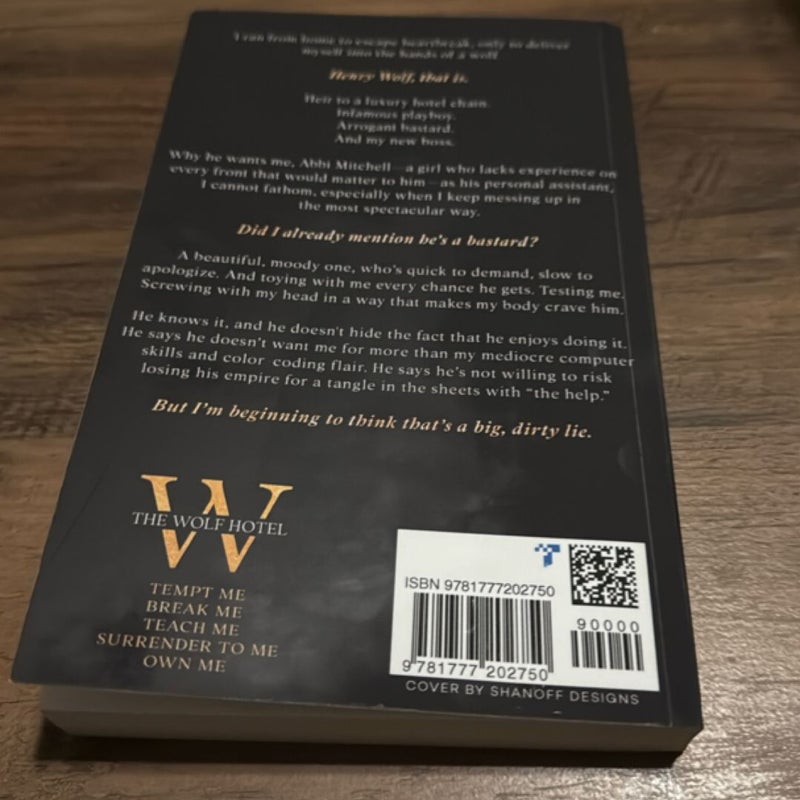 I ran from home to escape heartbreak, only to deliver
myself into the hands of a wolf
Henry Wolf, that is.
Heir to a luxury hotel chain.
Infamous playboy.
Arrogant bastard.
And my new boss.
Why he wants me, Abbi Mitchell—a girl who lacks experience on
every front that would matter to him—as his personal assistant,
I cannot fathom, especially when I keep messing up in
the most spectacular way.
Did I already mention he's a bastard?
A beautiful, moody one, who's quick to demand, slow to
apologize. And toying with me every chance he gets. Testing me.
Screwing with my head in a way that makes my body crave him.
He knows it, and he doesn't hide the fact that he enjoys doing it.
He says he doesn't want me for more than my mediocre computer
skills and color coding flair. He says he's not willing to risk
losing his empire for a tangle in the sheets with "the help."
But I'm beginning to think that's a big, dirty lie.
W
THE WOLF HOTEL
TEMPT ME
BREAK ME
TEACH ME
SURRENDER TO ME
OWN ME
ISBN 9781777202750
90000
9 781777 202750
COVER BY SHANOFF DESIGNS